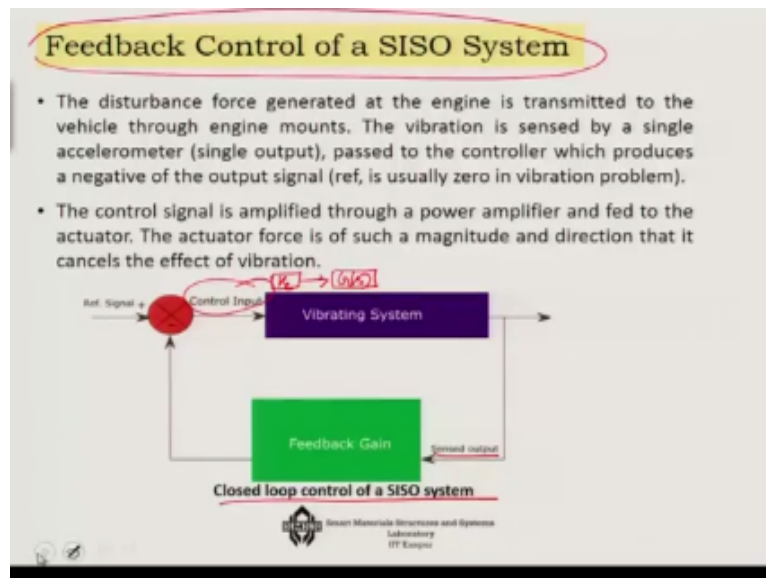 Feedback Control of a SISO System
• The disturbance force generated at the engine is transmitted to the
vehicle through engine mounts. The vibration is sensed by a single
accelerometer (single output), passed to the controller which produces
a negative of the output signal (ref, is usually zero in vibration problem).
• The control signal is amplified through a power amplifier and fed to the
actuator. The actuator force is of such a magnitude and direction that it
cancels the effect of vibration.
G(s)
Ref. Signal +
Control Input
Vibrating System
-
Feedback Gain
Sensed output
Closed loop control of a SISO system
Smart Materials Structures and Systems
Laboratory
IIT Kanpur